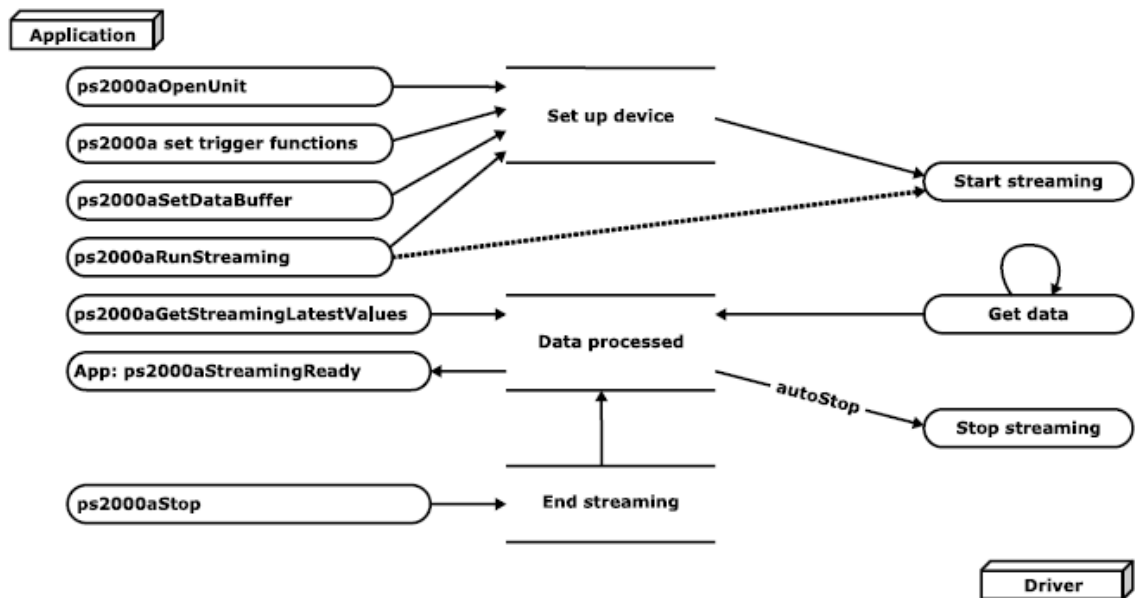 Application
ps2000aOpenUnit
ps2000a set trigger functions
Set up device
ps2000aSetDataBuffer
Start streaming
ps2000aRunStreaming
ps2000aGetStreamingLatestValues
Get data
Data processed
App: ps2000aStreamingReady
autoStop
Stop streaming
ps2000aStop
End streaming
Driver